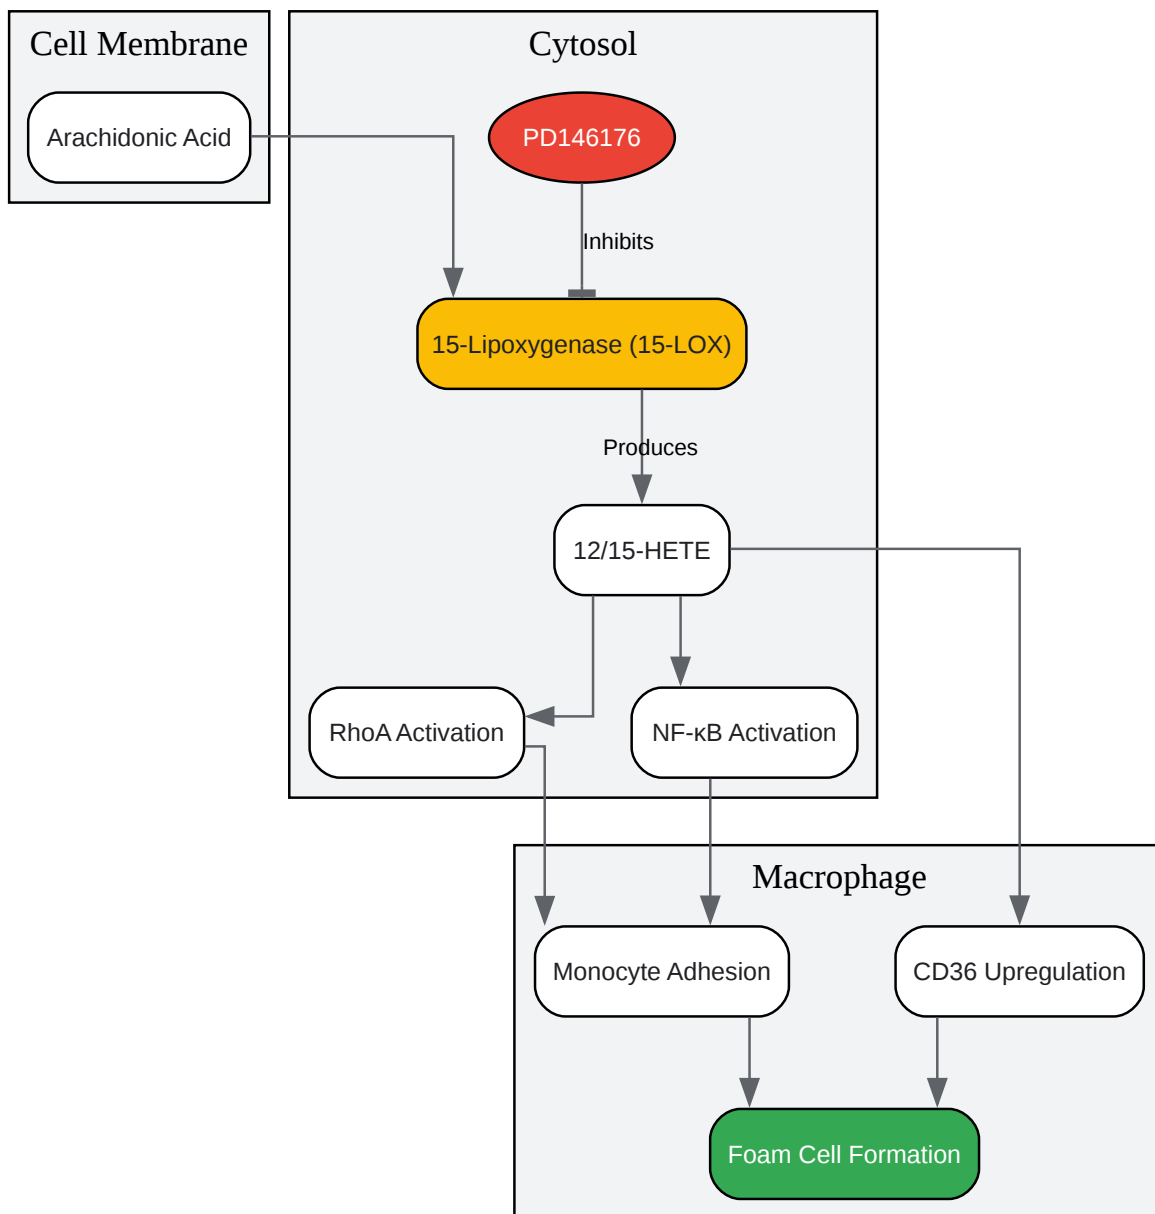 Cell Membrane
Cytosol
Arachidonic Acid
PD146176
Inhibits
15-Lipoxygenase (15-LOX)
Produces
12/15-HETE
RhoA Activation
NF-κB Activation
Macrophage
Monocyte Adhesion
CD36 Upregulation
Foam Cell Formation